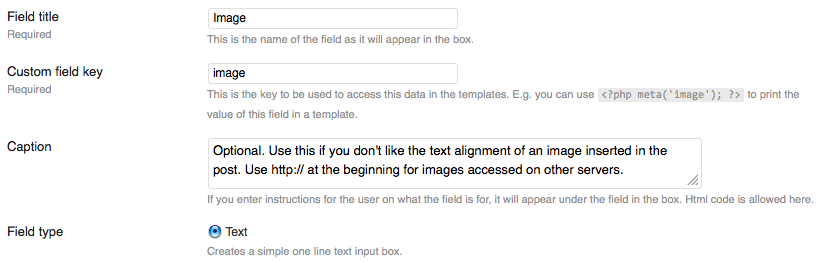 Field title
Image
Required
This is the name of the field as it will appear in the box.
Custom field key
image
Required
This is the key to be used to access this data in the templates. E.g. you can use <?php meta('image'); ?> to print the
value of this field in a template.
Caption
Optional. Use this if you don't like the text alignment of an image inserted in the
post. Use http:// at the beginning for images accessed on other servers.
If you enter instructions for the user on what the field is for, it will appear under the field in the box. Html code is allowed here.
Field type
Text
Creates a simple one line text input box.